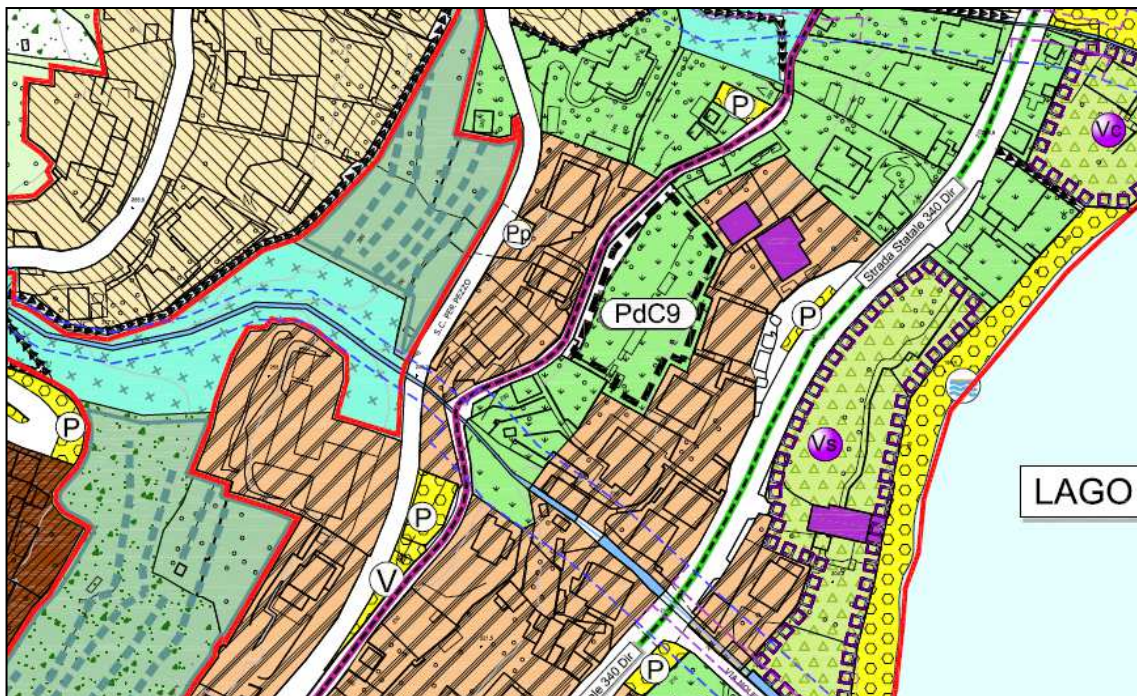 P
Vc
Strada Statale 340 Dir
Pp
S.C. PER PEZZO
PdC9
P
P
Vs
LAGO
P
V
P
ale 340 Dir